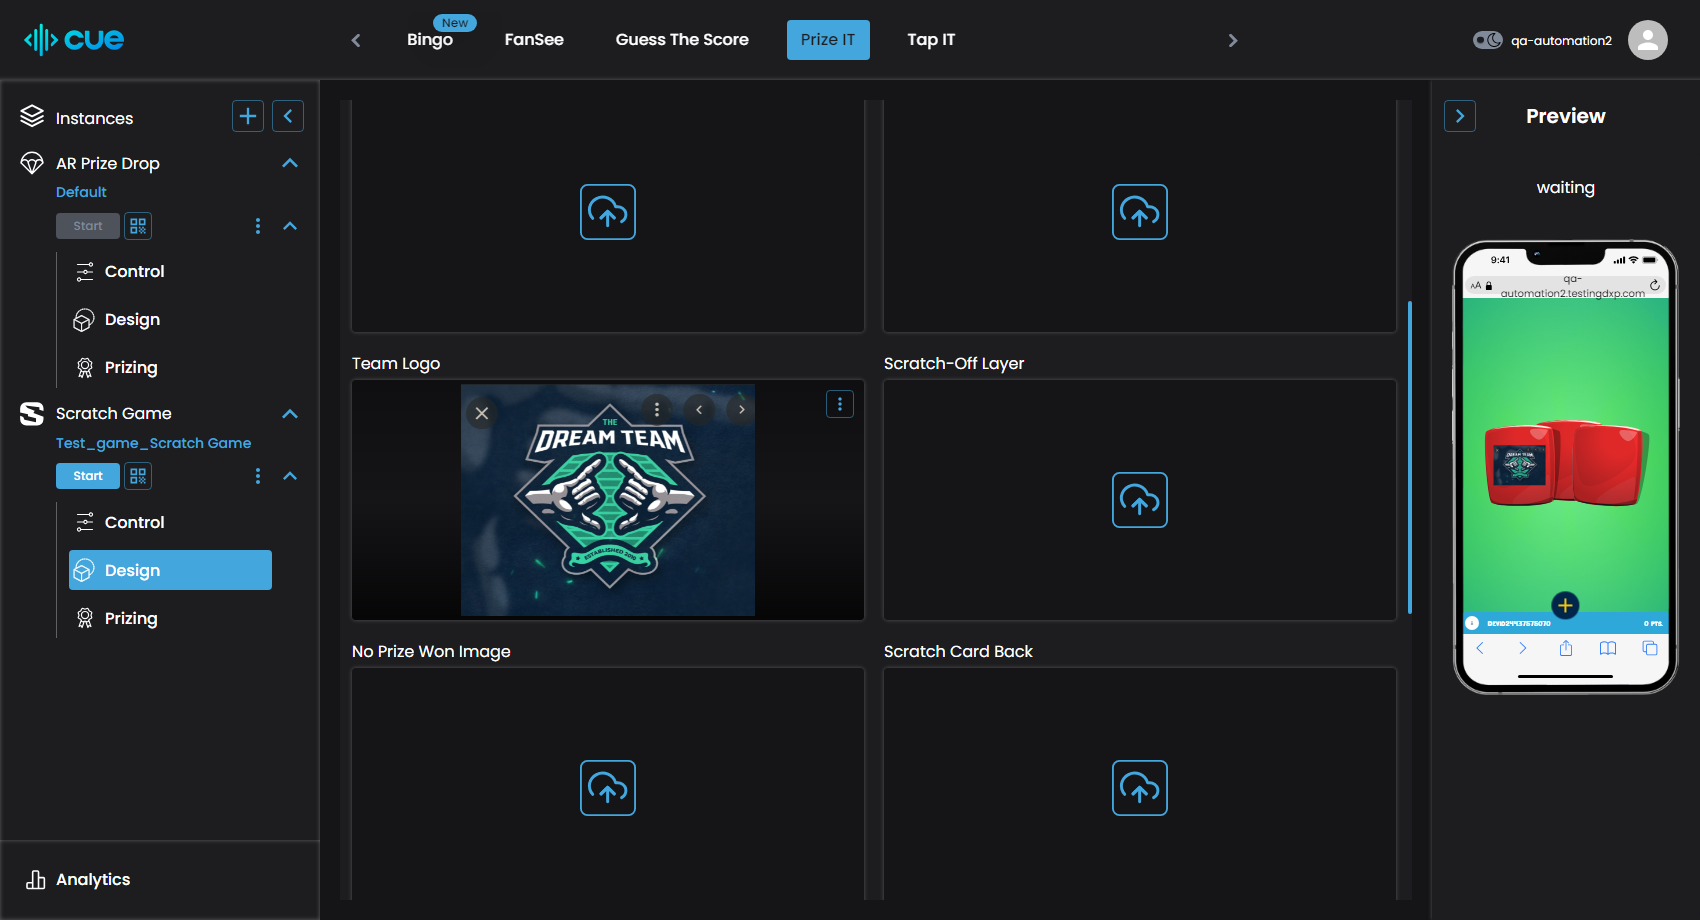 cue
New
Bingo
FanSee
Guess The Score
Prize IT
Tap IT
qa-automation2
Instances
AR Prize Drop
Default
Start
Control
Design
Prizing
Scratch Game
Test_game_Scratch Game
Start
Control
Design
Prizing
Analytics
Team Logo
THE
DREAM TEAM
ESTABLISHED 2010
Scratch-Off Layer
No Prize Won Image
Scratch Card Back
Preview
waiting
9:41
AA
qa-
automation2.testingdxp.com
DREAM TEAM
0 PTS.